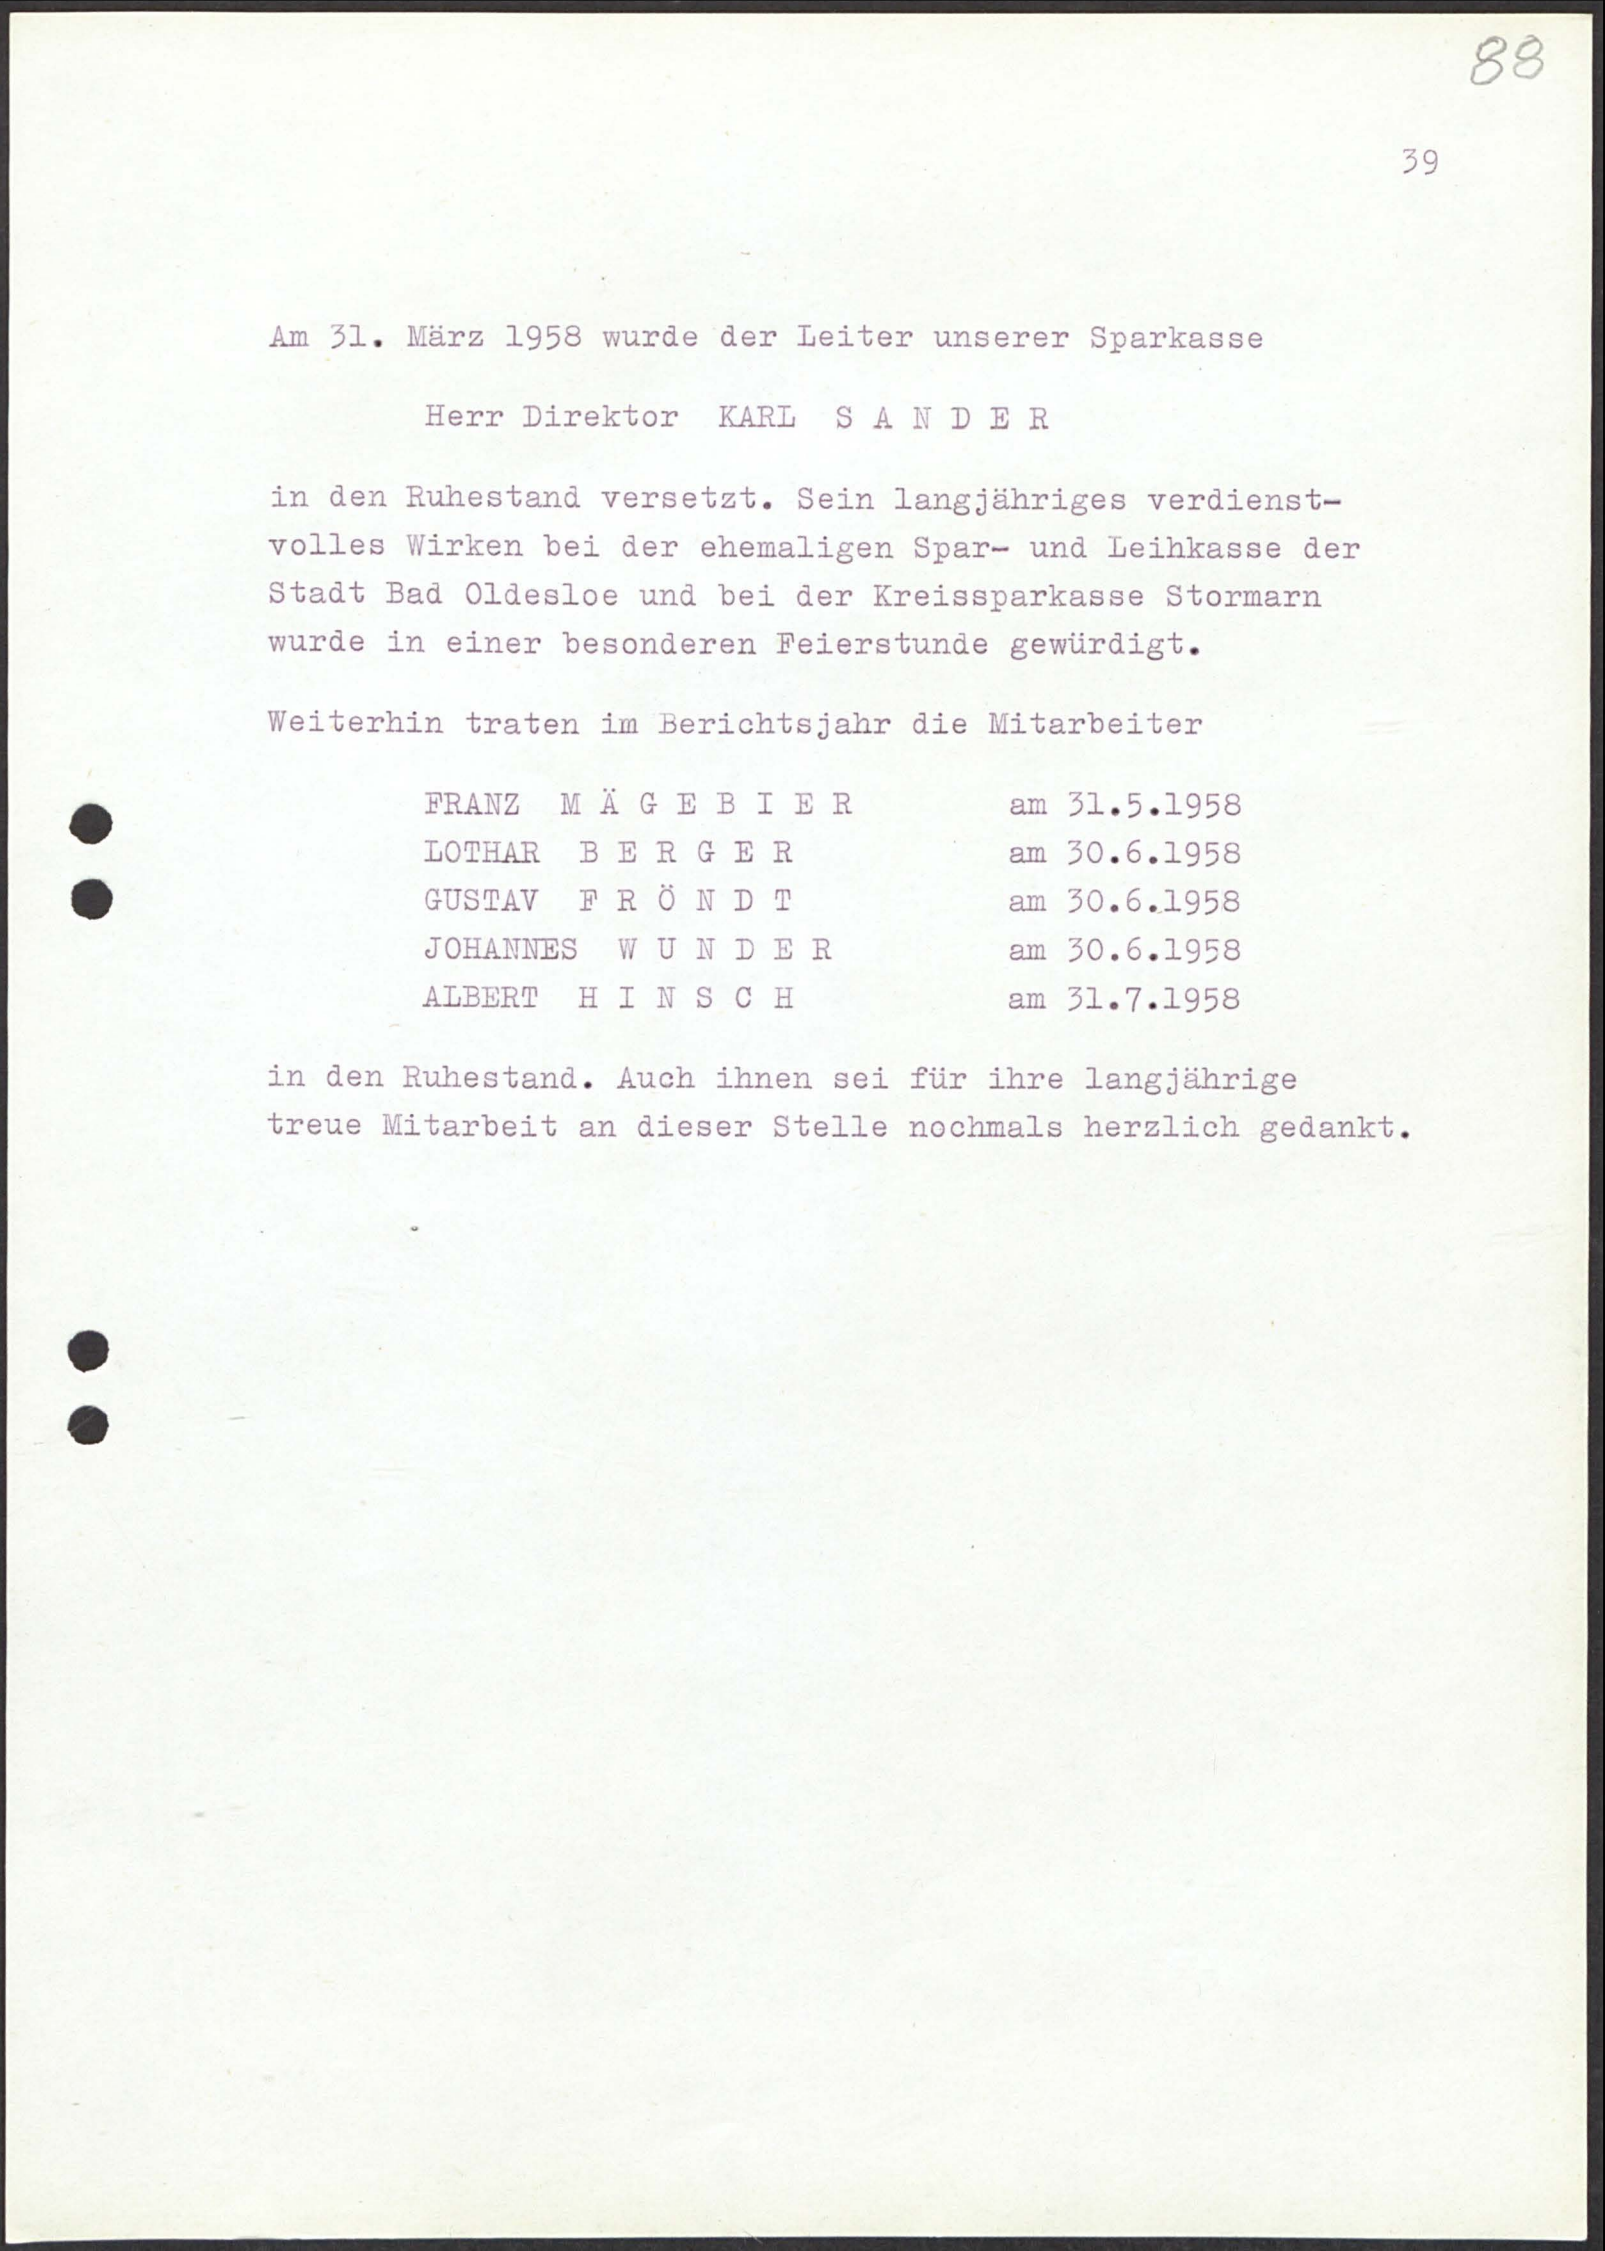 88
39
Am 31. März 1958 wurde der Leiter unserer Sparkasse
Herr Direktor KARL S A N D E R
in den Ruhestand versetzt. Sein langjähriges verdienst-
volles Wirken bei der ehemaligen Spar- und Leihkasse der
Stadt Bad Oldesloe und bei der Kreissparkasse Stormarn
wurde in einer besonderen Feierstunde gewürdigt.
Weiterhin traten im Berichtsjahr die Mitarbeiter
FRANZ M Ä G E B I E R am 31.5.1958
LOTHAR B E R G E R am 30.6.1958
GUSTAV F R Ö N D T am 30.6.1958
JOHANNES W U N D E R am 30.6.1958
ALBERT H I N S C H am 31.7.1958
in den Ruhestand. Auch ihnen sei für ihre langjährige
treue Mitarbeit an dieser Stelle nochmals herzlich gedankt.